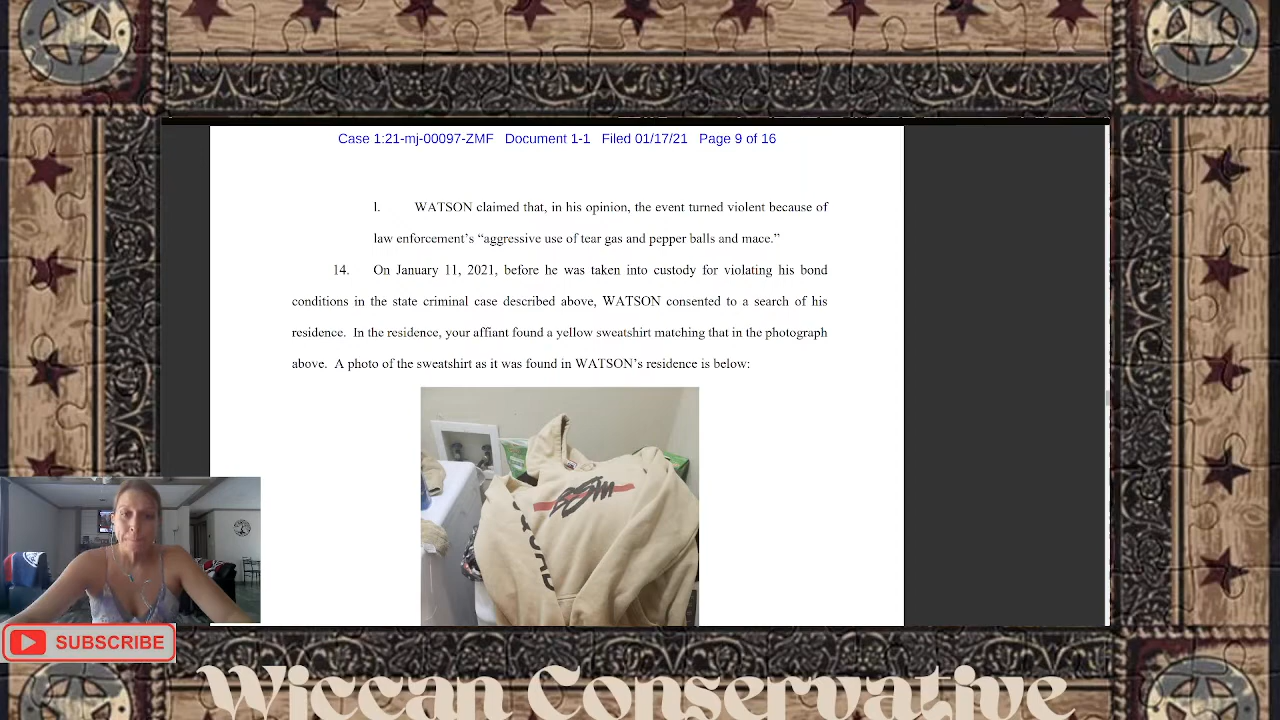 Case 1:21-mj-00097-ZMF Document 1-1 Filed 01/17/21 Page 9 of 16
l. WATSON claimed that, in his opinion, the event turned violent because of
law enforcement’s “aggressive use of tear gas and pepper balls and mace.”
14. On January 11, 2021, before he was taken into custody for violating his bond
conditions in the state criminal case described above, WATSON consented to a search of his
residence. In the residence, your affiant found a yellow sweatshirt matching that in the photograph
above. A photo of the sweatshirt as it was found in WATSON’s residence is below:
SUBSCRIBE
Wiccan Conservative